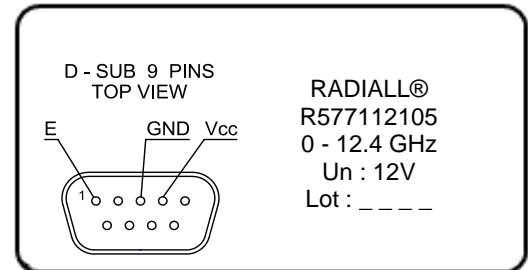 D - SUB 9 PINS
TOP VIEW
E GND Vcc
1
RADIALL®
R577112105
0 - 12.4 GHz
Un : 12V
Lot : _ _ _ _